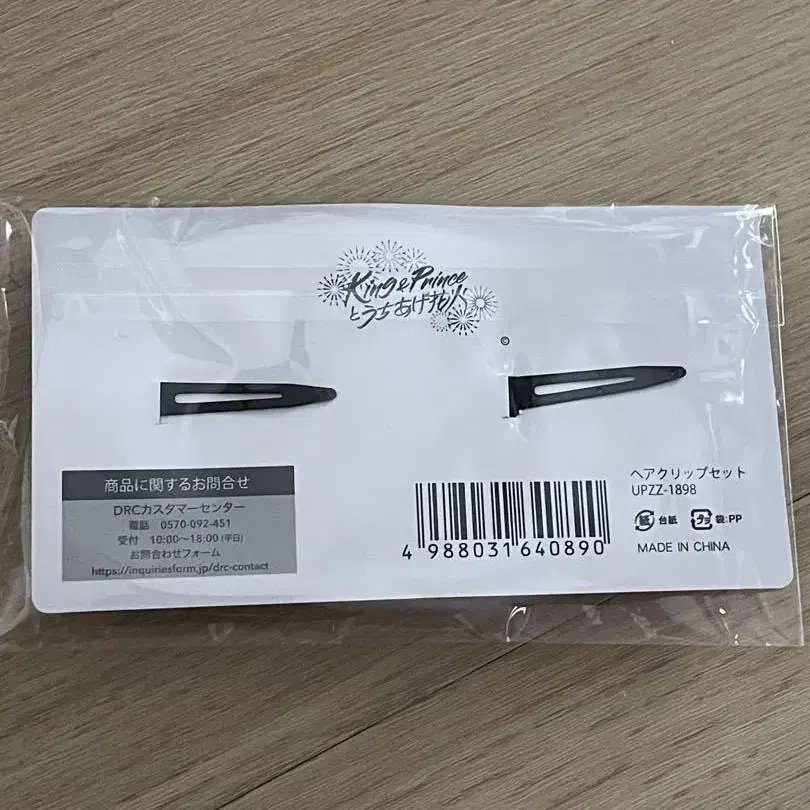 King & Prince
とうちあげ花火
©
商品に関するお問合せ
DRCカスタマーセンター
電話 0570-092-451
受付 10:00〜18:00 (平日)
お問合わせフォーム
https://inquiriesform.jp/drc-contact
4 988031 640890
ヘアクリップセット
UPZZ-1898
紙 台紙 プラ 袋:PP
MADE IN CHINA